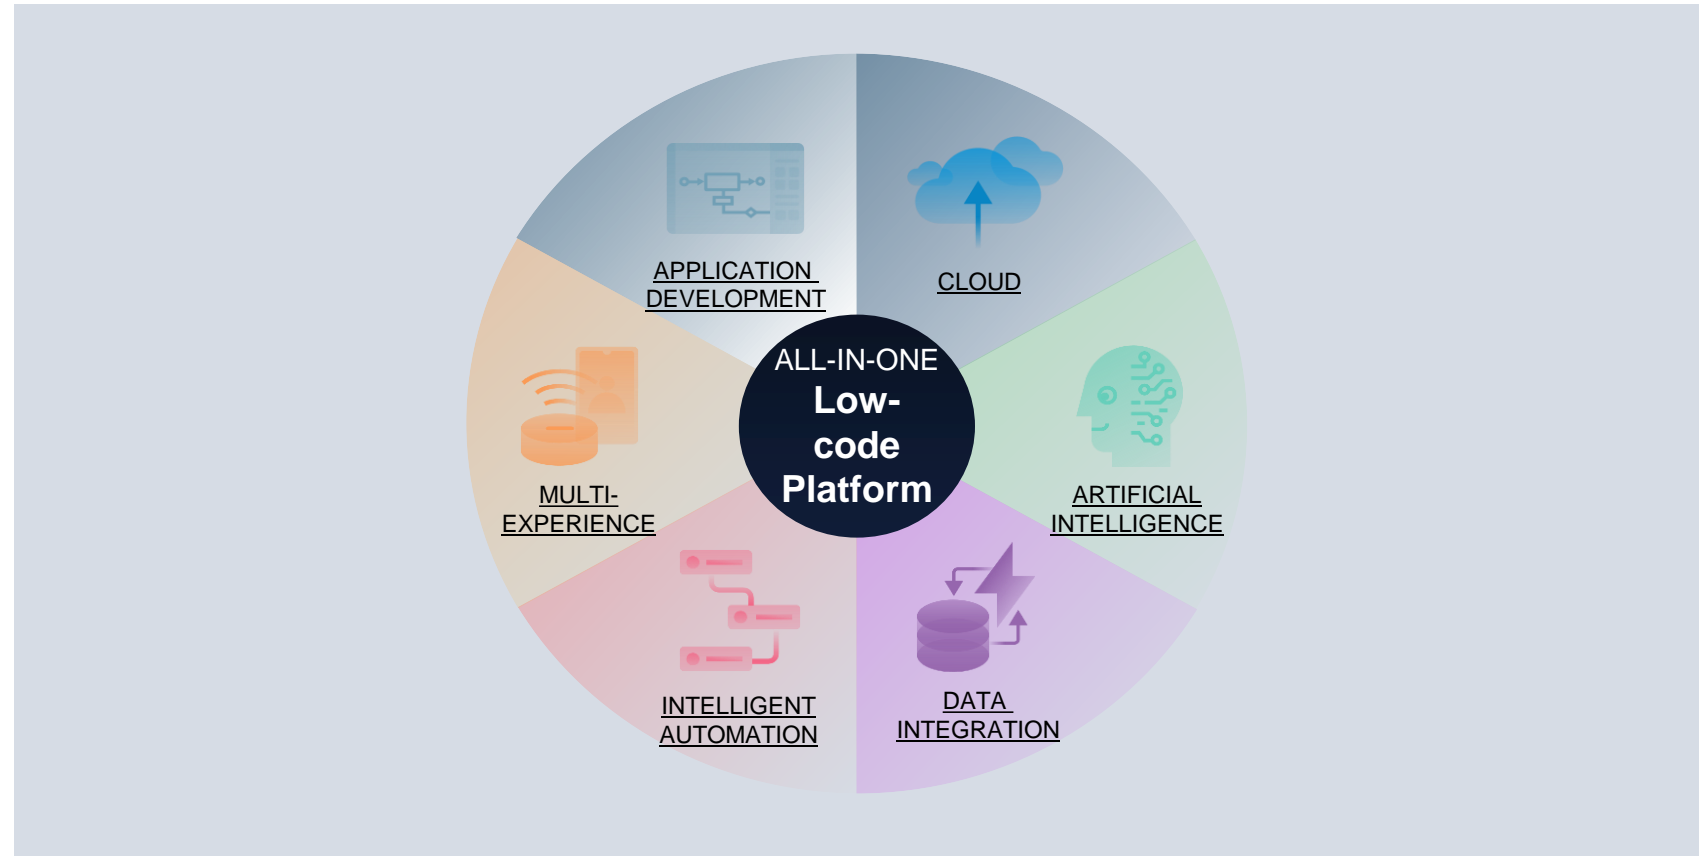 APPLICATION
DEVELOPMENT
CLOUD
ALL-IN-ONE
Low-
code
Platform
MULTI-
EXPERIENCE
ARTIFICIAL
INTELLIGENCE
INTELLIGENT
AUTOMATION
DATA
INTEGRATION